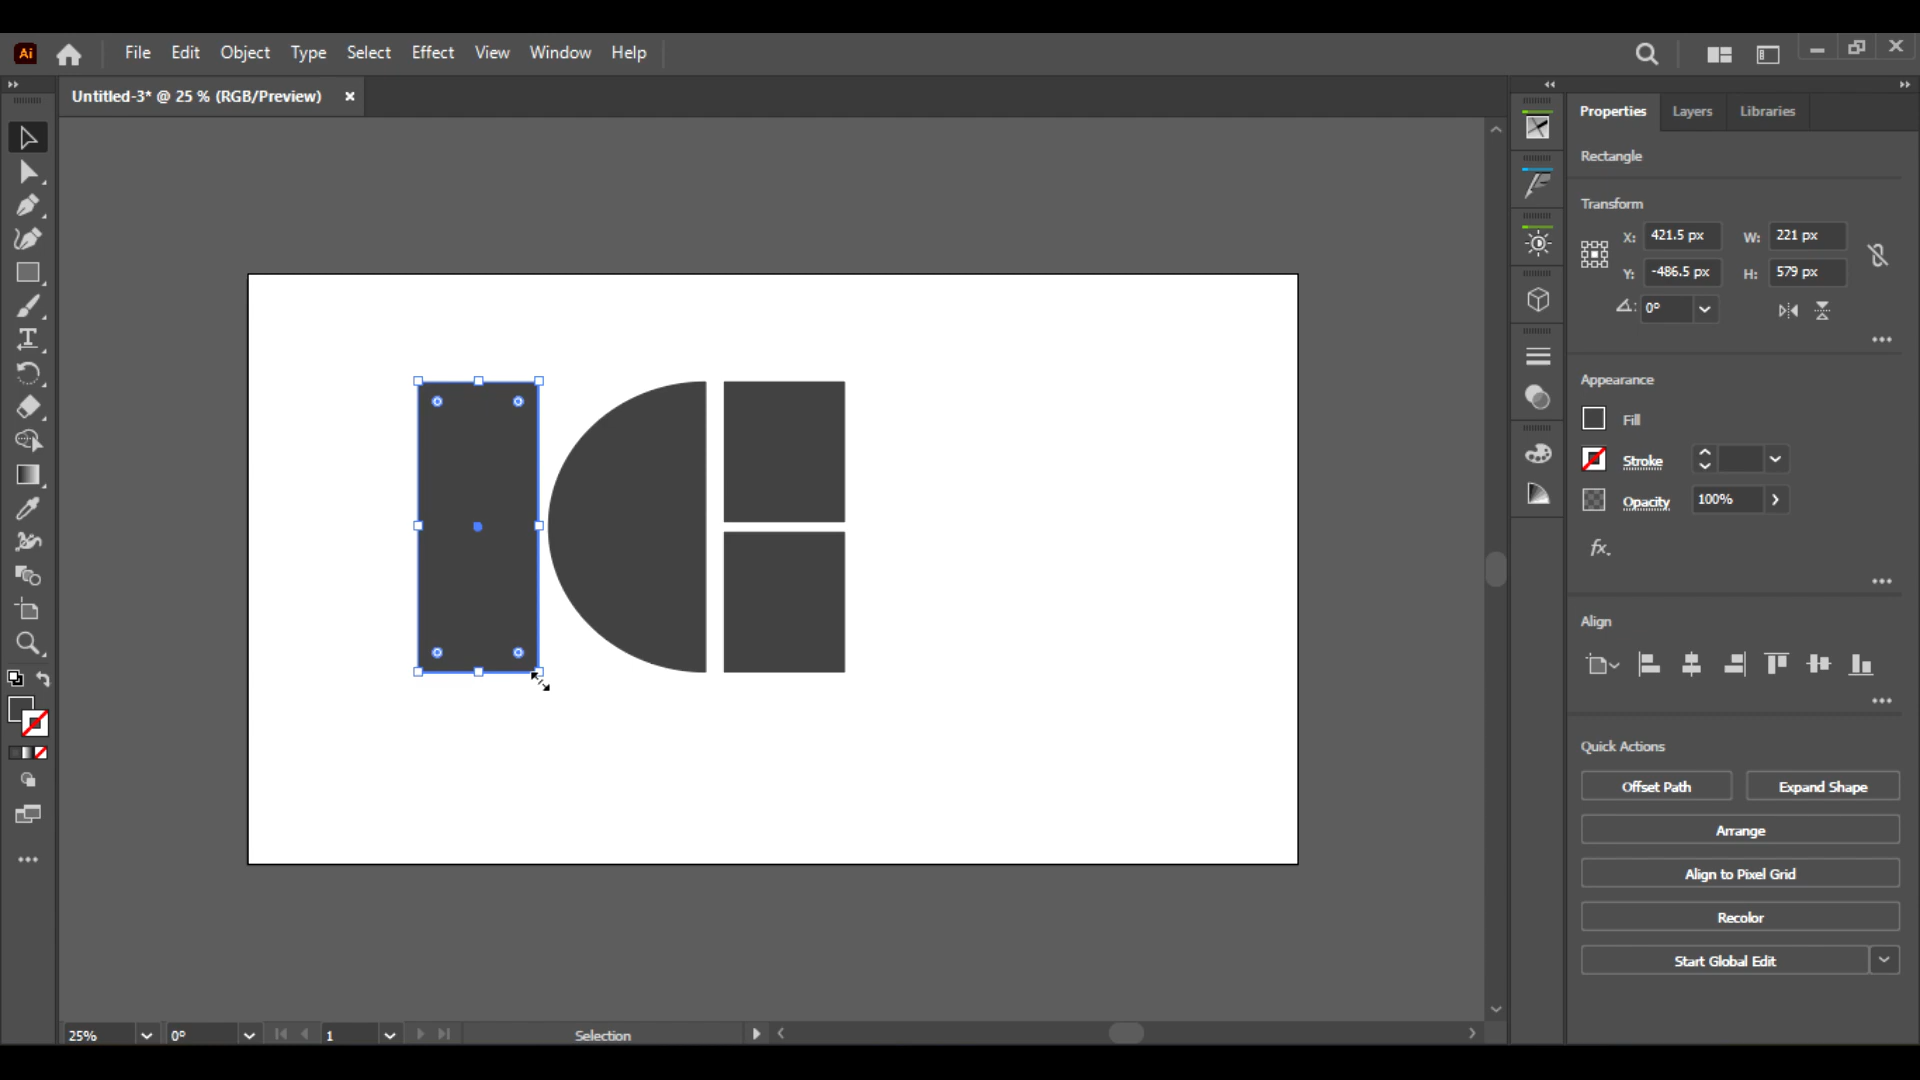 Ai File Edit Object Type Select Effect View Window Help
Untitled-3* @ 25 % (RGB/Preview)
Properties Layers Libraries
Rectangle
Transform
X: 421.5 px W: 221 px
Y: -486.5 px H: 579 px
0°
Appearance
Fill
Stroke
Opacity 100%
fx.
Align
Quick Actions
Offset Path Expand Shape
Arrange
Align to Pixel Grid
Recolor
Start Global Edit
25% 0° 1 Selection